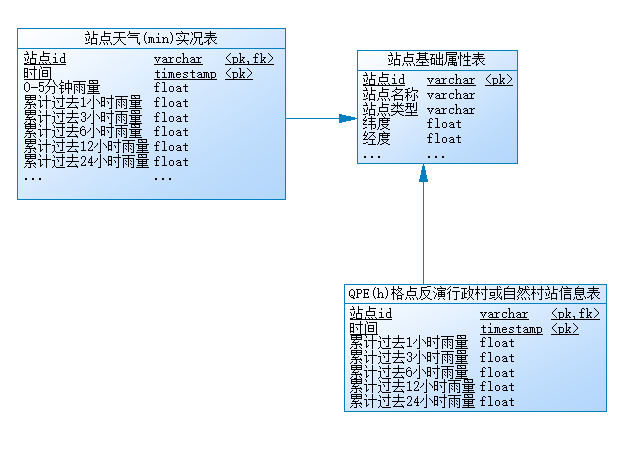 站点天气(min)实况表
站点id varchar <pk,fk>
时间 timestamp <pk>
0-5分钟雨量 float
累计过去1小时雨量 float
累计过去3小时雨量 float
累计过去6小时雨量 float
累计过去12小时雨量 float
累计过去24小时雨量 float
... ...
站点基础属性表
站点id varchar <pk>
站点名称 varchar
站点类型 varchar
纬度 float
经度 float
... ...
QPE(h)格点反演行政村或自然村站信息表
站点id varchar <pk,fk>
时间 timestamp <pk>
累计过去1小时雨量 float
累计过去3小时雨量 float
累计过去6小时雨量 float
累计过去12小时雨量 float
累计过去24小时雨量 float